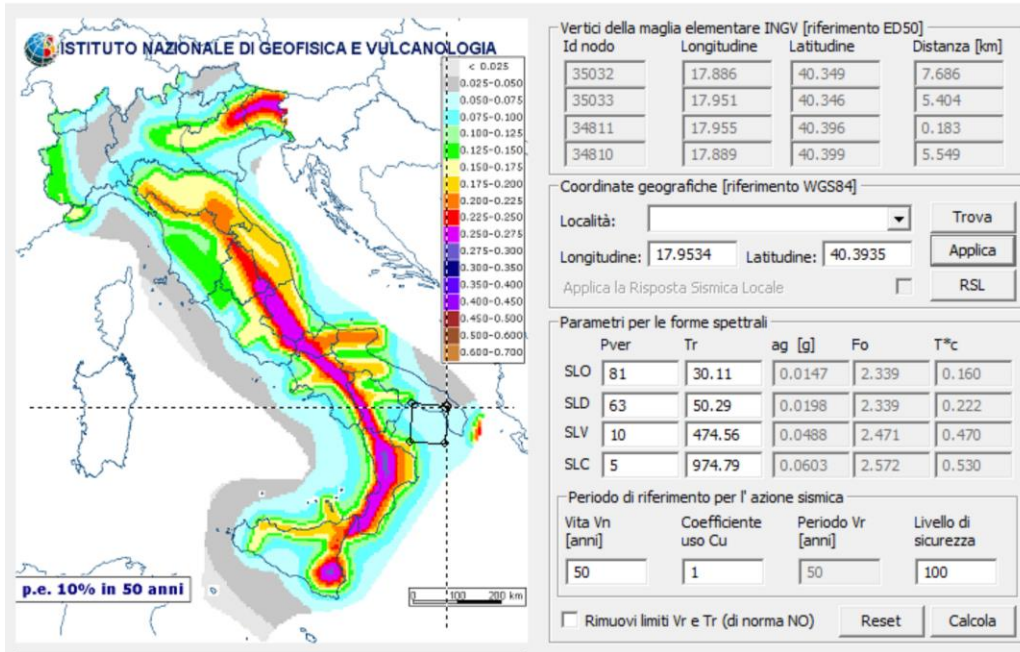 ISTITUTO NAZIONALE DI GEOFISICA E VULCANOLOGIA
< 0.025
0.025-0.050
0.050-0.075
0.075-0.100
0.100-0.125
0.125-0.150
0.150-0.175
0.175-0.200
0.200-0.225
0.225-0.250
0.250-0.275
0.275-0.300
0.300-0.350
0.350-0.400
0.400-0.450
0.450-0.500
0.500-0.600
0.600-0.700
p.e. 10% in 50 anni
0 100 200 km
Vertici della maglia elementare INGV [riferimento ED50]
Id nodo Longitudine Latitudine Distanza [km]
35032 17.886 40.349 7.686
35033 17.951 40.346 5.404
34811 17.955 40.396 0.183
34810 17.889 40.399 5.549
Coordinate geografiche [riferimento WGS84]
Località: Trova
Longitudine: 17.9534 Latitudine: 40.3935 Applica
Applica la Risposta Sismica Locale RSL
Parametri per le forme spettrali
Pver Tr ag [g] Fo T*c
SLO 81 30.11 0.0147 2.339 0.160
SLD 63 50.29 0.0198 2.339 0.222
SLV 10 474.56 0.0488 2.471 0.470
SLC 5 974.79 0.0603 2.572 0.530
Periodo di riferimento per l' azione sismica
Vita Vn Coefficiente Periodo Vr Livello di
[anni] uso Cu [anni] sicurezza
50 1 50 100
Rimuovi limiti Vr e Tr (di norma NO) Reset Calcola